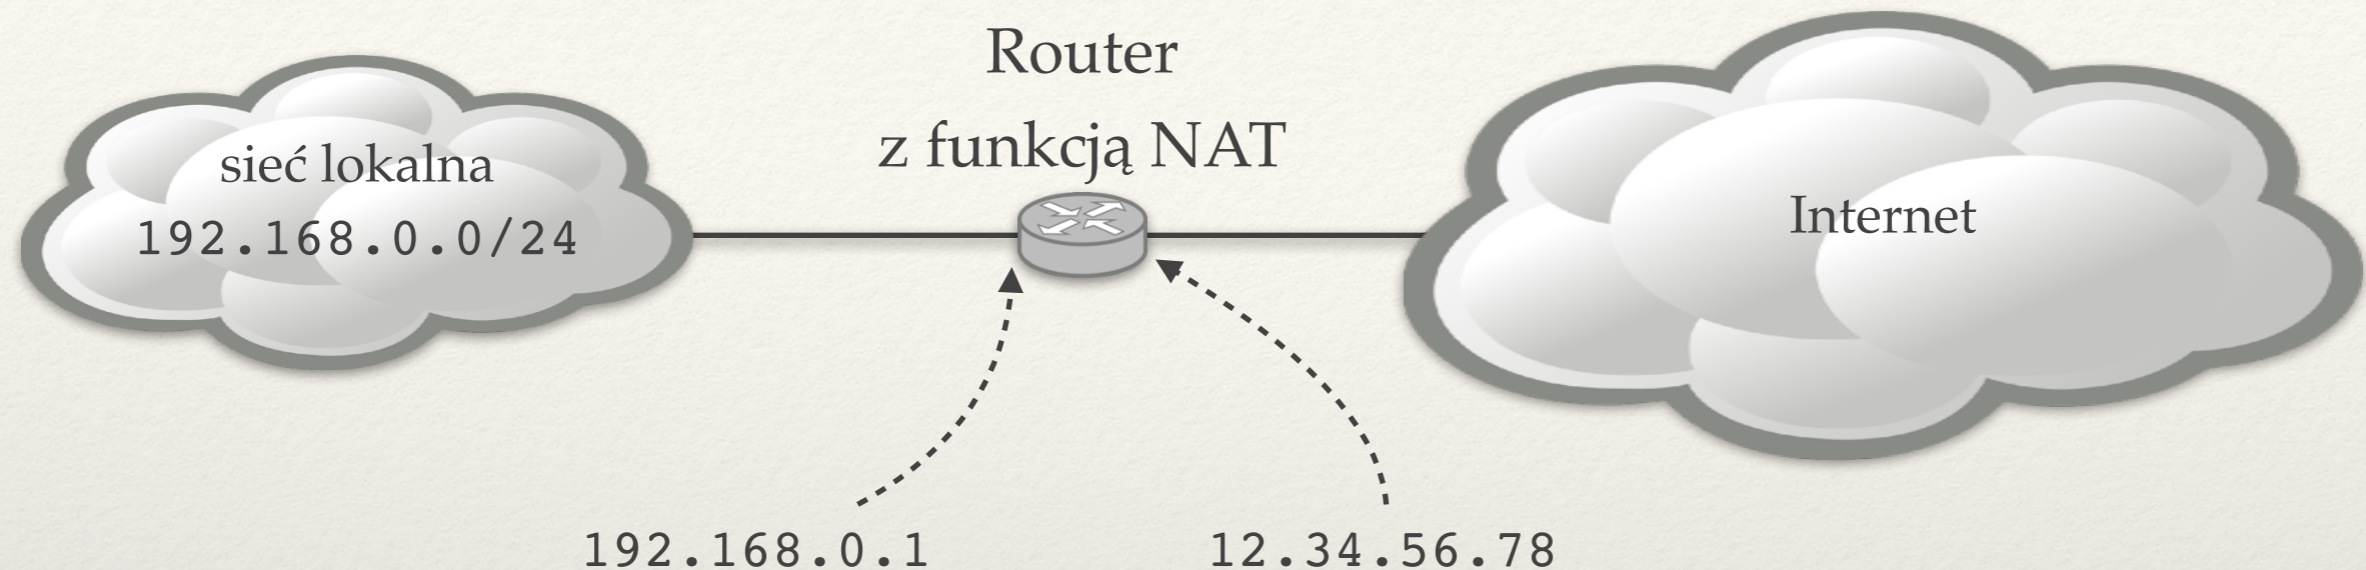 sieć lokalna
192.168.0.0/24
Router
z funkcją NAT
Internet
192.168.0.1
12.34.56.78